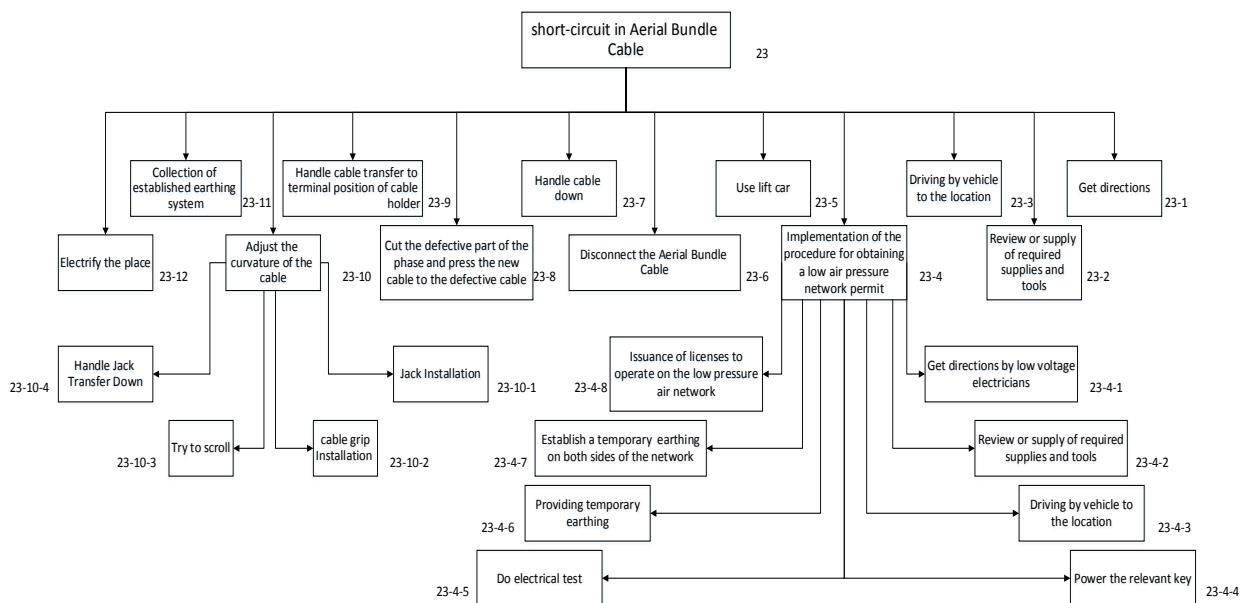 short-circuit in Aerial Bundle
Cable
23
Collection of
established earthing
system
23-11
Handle cable transfer to
terminal position of cable
holder
23-9
Handle cable
down
23-7
Use lift car
23-5
Driving by vehicle
to the location
23-3
Get directions
23-1
Electrify the place
23-12
Adjust the
curvature of the
cable
23-10
Cut the defective part of the
phase and press the new
cable to the defective cable
23-8
Disconnect the Aerial Bundle
Cable
23-6
Implementation of the
procedure for obtaining
a low air pressure
network permit
23-4
Review or supply
of required
supplies and tools
23-2
23-10-4
Handle Jack
Transfer Down
Jack Installation
23-10-1
23-4-8
Issuance of licenses to
operate on the low pressure
air network
Get directions by low voltage
electricians
23-4-1
23-10-3
Try to scroll
cable grip
Installation
23-10-2
23-4-7
Establish a temporary earthing
on both sides of the network
Review or supply of required
supplies and tools
23-4-2
23-4-6
Providing temporary
earthing
Driving by vehicle
to the location
23-4-3
23-4-5
Do electrical test
Power the relevant key
23-4-4